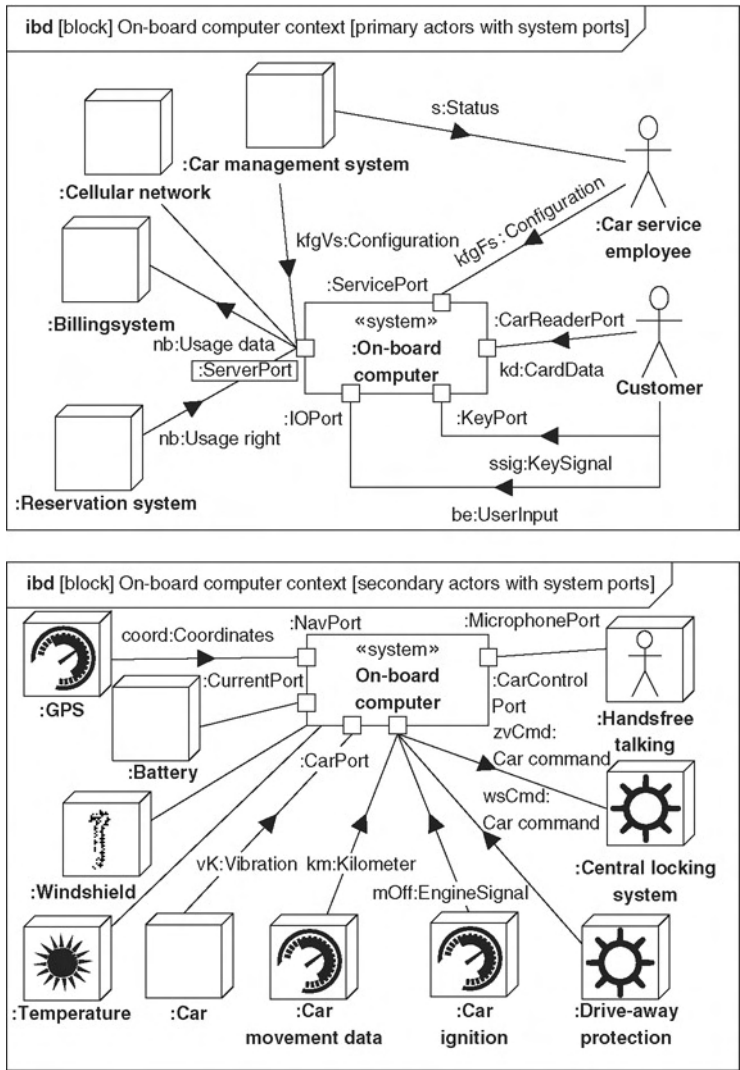 ibd [block] On-board computer context [primary actors with system ports]
s:Status
:Car management system
:Cellular network
:Car service
employee
kfgVs:Configuration
kfgFs:Configuration
:ServicePort
:Billingsystem
«system»
:On-board
computer
:CarReaderPort
nb:Usage data
:ServerPort
kd:CardData
Customer
:IOPort
:KeyPort
nb:Usage right
ssig:KeySignal
:Reservation system
be:UserInput
ibd [block] On-board computer context [secondary actors with system ports]
coord:Coordinates
:NavPort
:MicrophonePort
«system»
On-board
computer
:CurrentPort
:GPS
:CarControl
Port
:Handsfree
talking
zvCmd:
Car command
:Battery
:CarPort
wsCmd:
Car command
vK:Vibration
km:Kilometer
:Windshield
:Central locking
system
mOff:EngineSignal
:Temperature
:Car
:Car
movement data
:Car
ignition
:Drive-away
protection